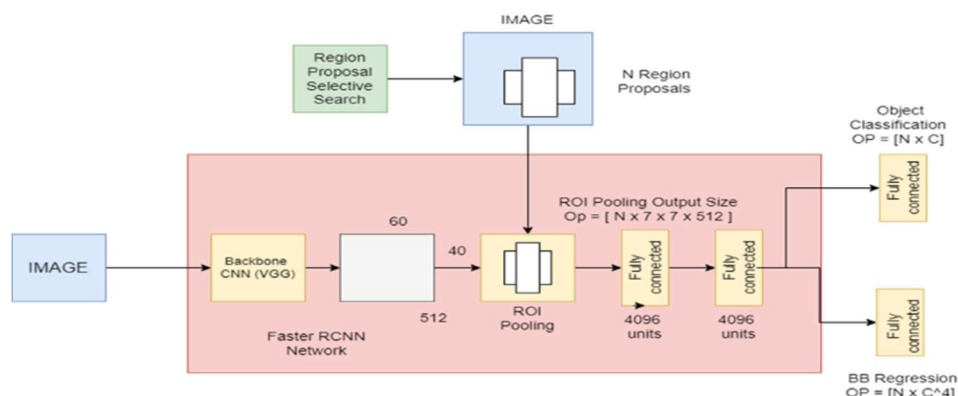 IMAGE
Region
Proposal
Selective
Search
N Region
Proposals
Object
Classification
OP = [N x C]
Fully
connected
ROI Pooling Output Size
Op = [ N x 7 x 7 x 512 ]
60
40
512
IMAGE
Backbone
CNN (VGG)
ROI
Pooling
Fully
connected
4096
units
Fully
connected
4096
units
Faster RCNN
Network
Fully
connected
BB Regression
OP = [N x C^4]